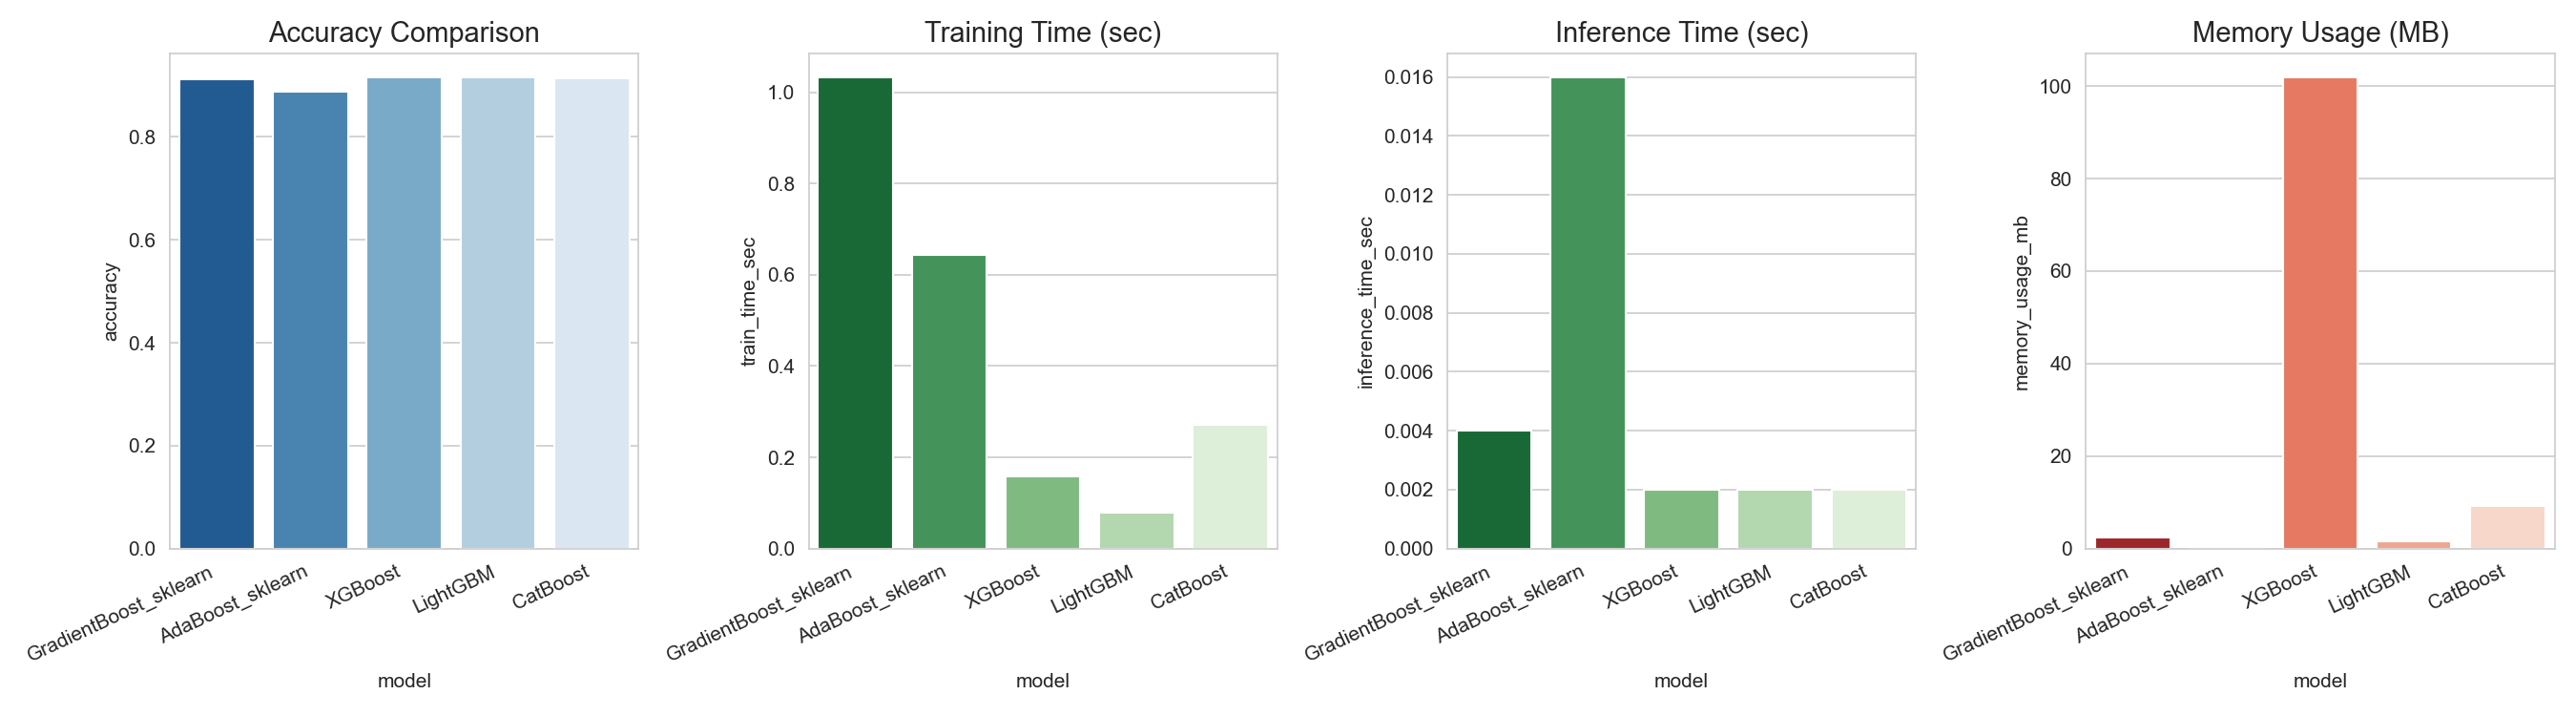 Accuracy Comparison
accuracy
0.8
0.6
0.4
0.2
0.0
GradientBoost_sklearn
AdaBoost_sklearn
XGBoost
LightGBM
CatBoost
model
Training Time (sec)
train_time_sec
1.0
0.8
0.6
0.4
0.2
0.0
GradientBoost_sklearn
AdaBoost_sklearn
XGBoost
LightGBM
CatBoost
model
Inference Time (sec)
inference_time_sec
0.016
0.014
0.012
0.010
0.008
0.006
0.004
0.002
0.000
GradientBoost_sklearn
AdaBoost_sklearn
XGBoost
LightGBM
CatBoost
model
Memory Usage (MB)
memory_usage_mb
100
80
60
40
20
0
GradientBoost_sklearn
AdaBoost_sklearn
XGBoost
LightGBM
CatBoost
model